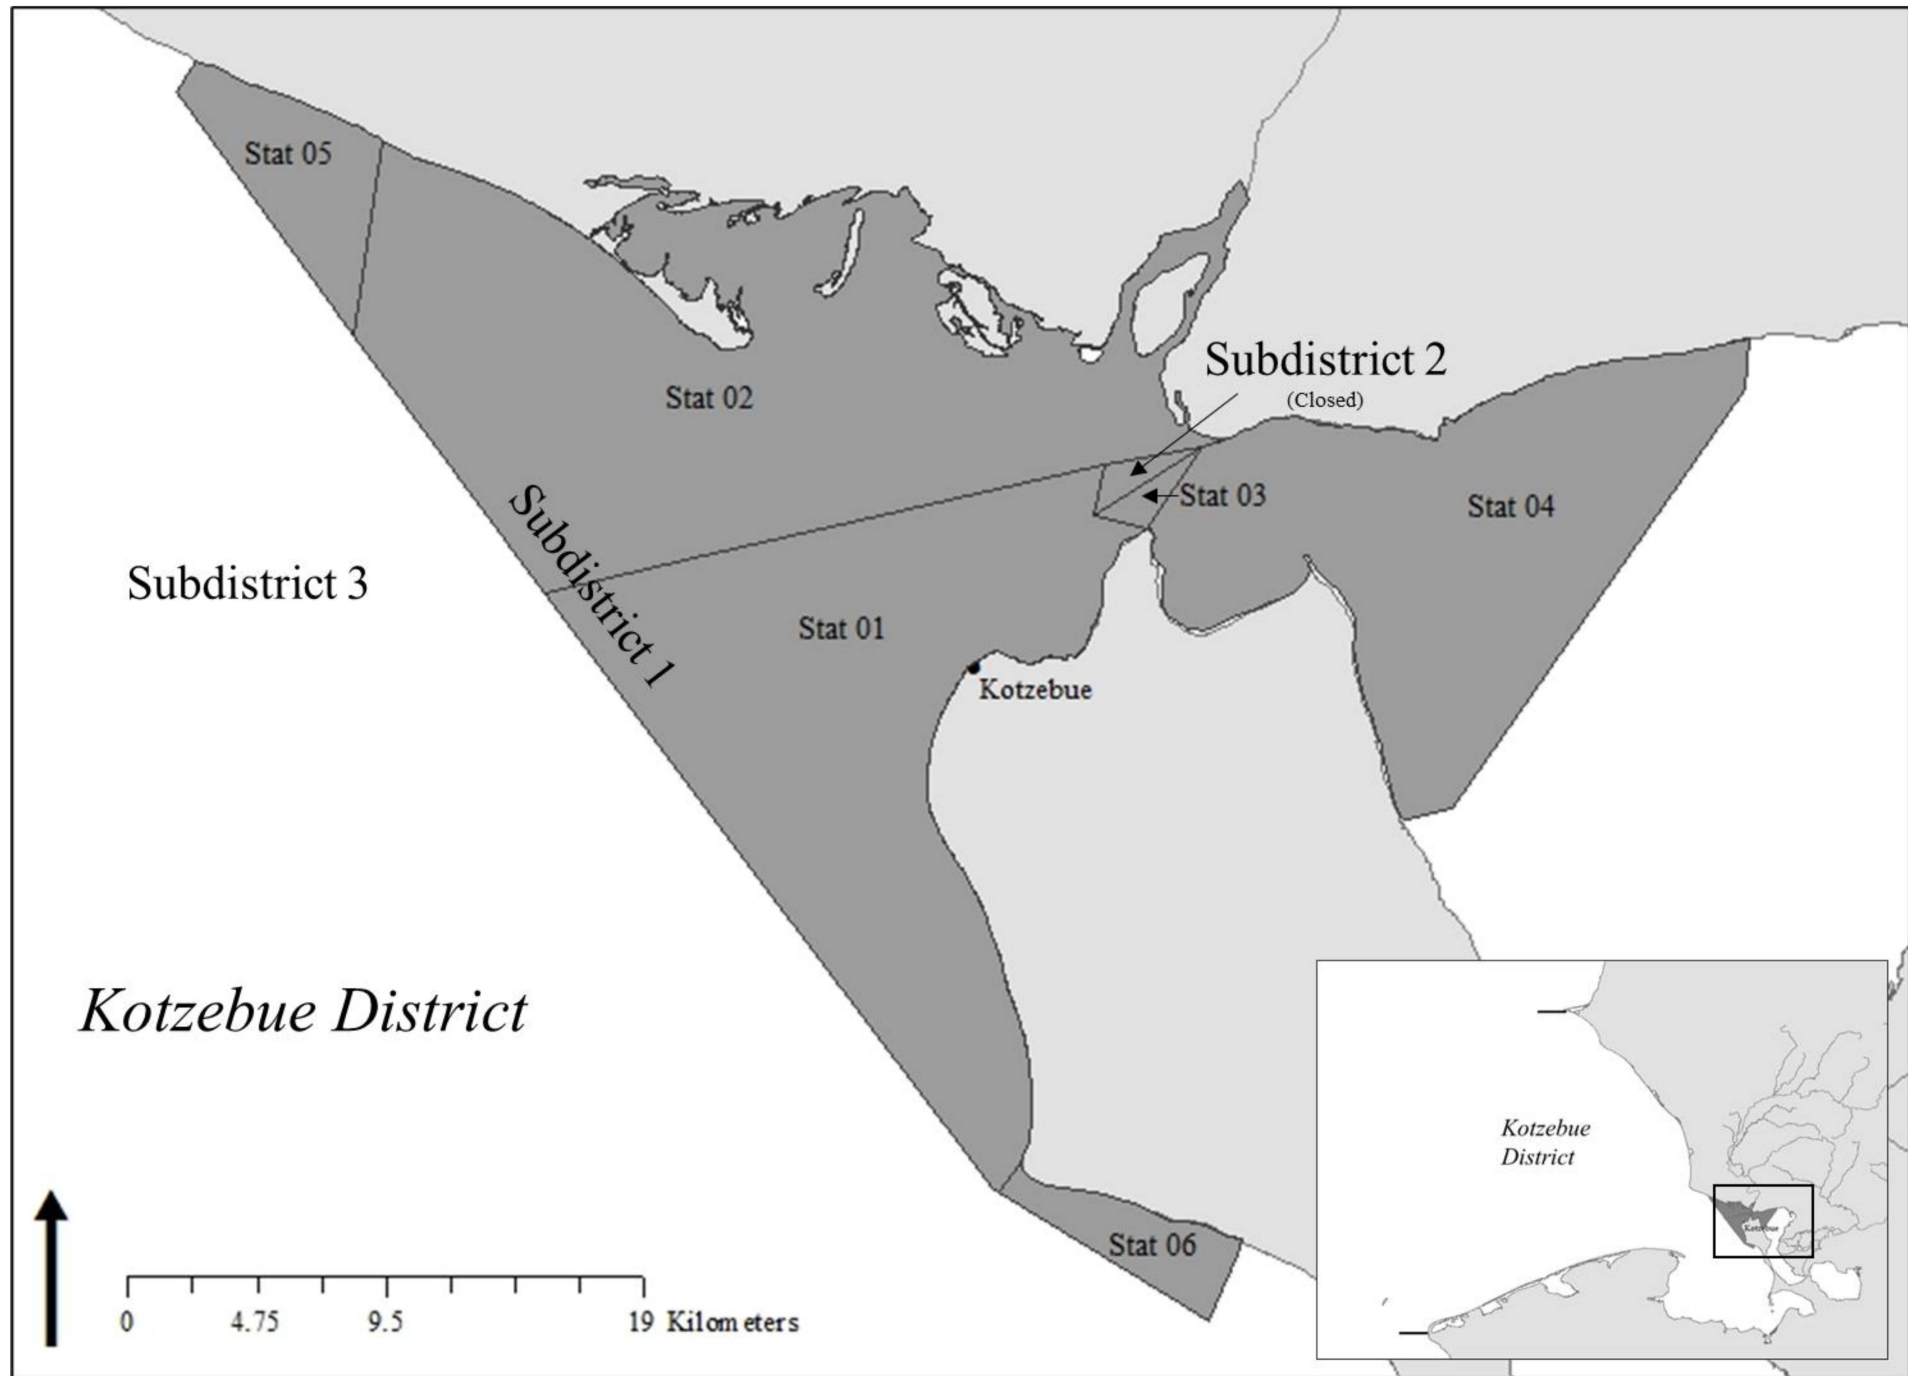 Stat 05
Subdistrict 2
(Closed)
Stat 02
Stat 03
Stat 04
Subdistrict 3
Subdistrict 1
Stat 01
Kotzebue
Kotzebue District
Stat 06
0 4.75 9.5 19 Kilometers
Kotzebue
District
Kotzebue